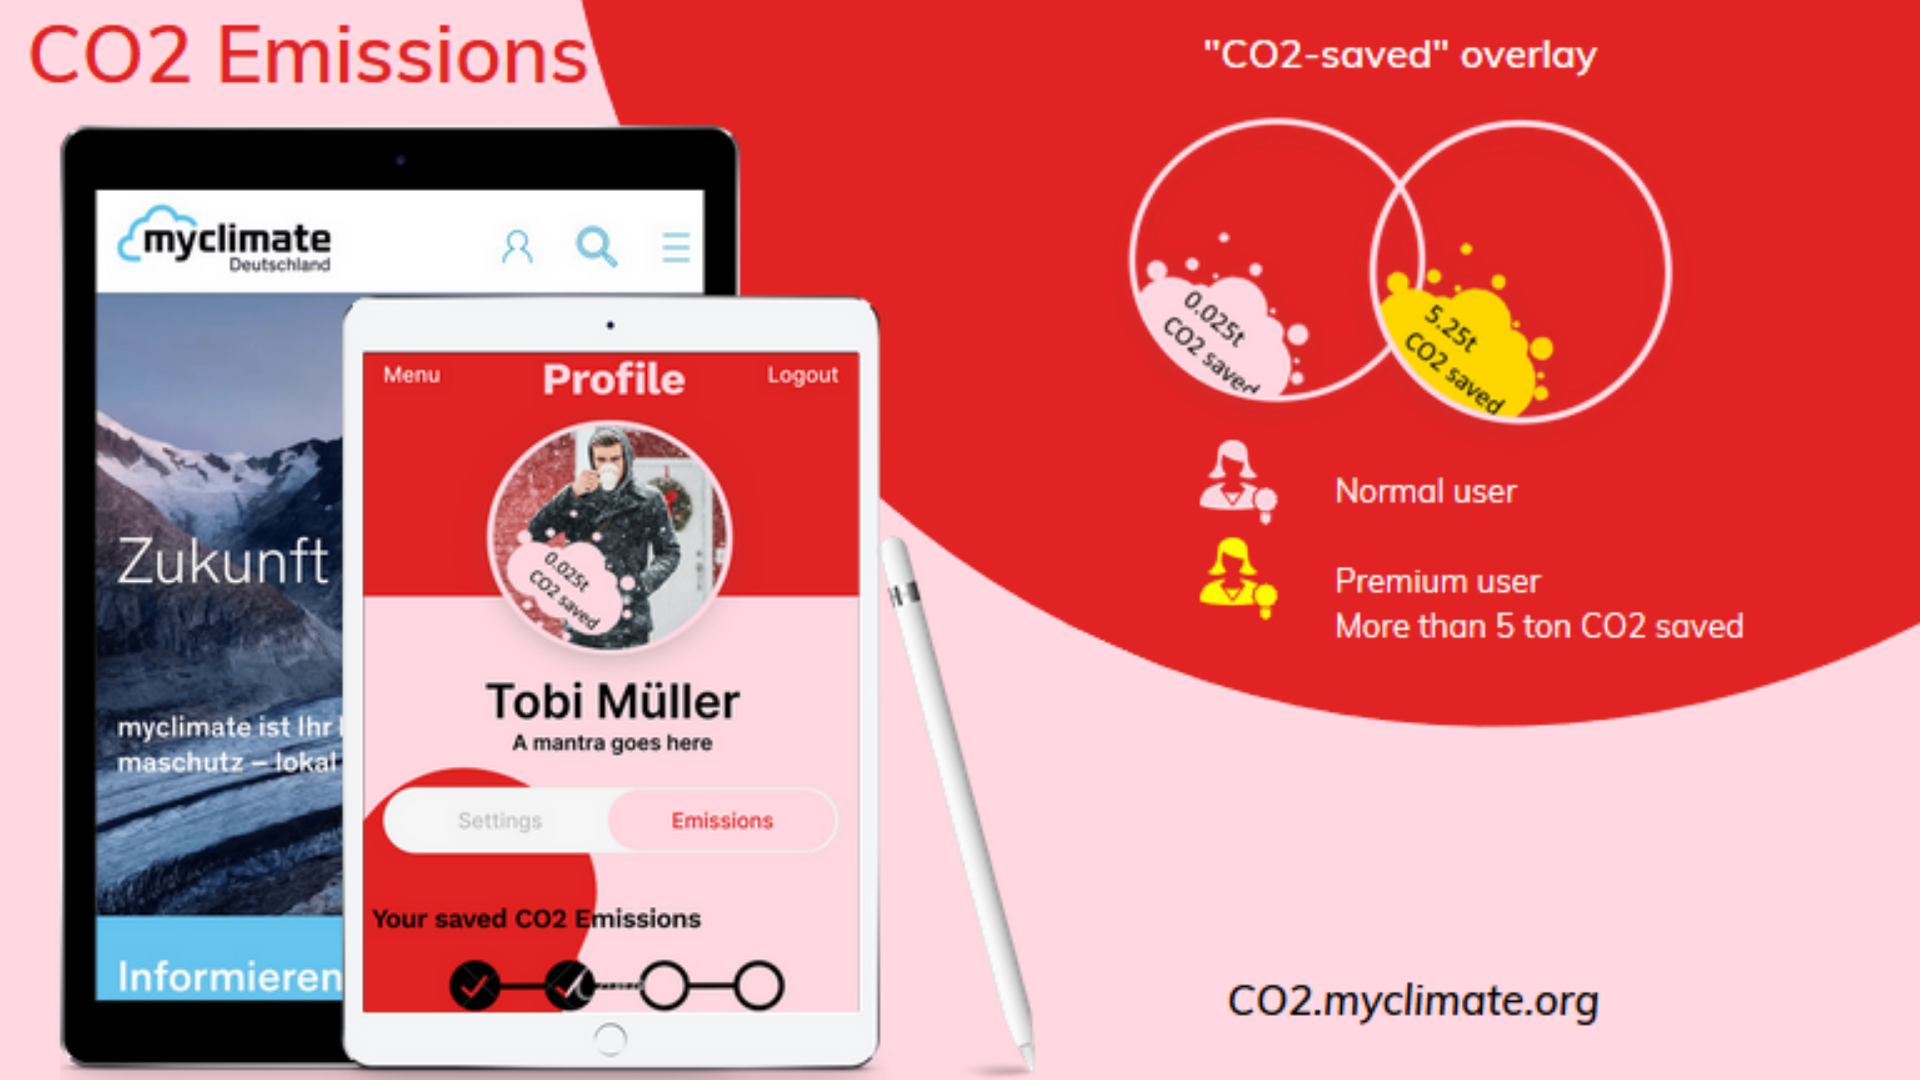 CO2 Emissions
"CO2-saved" overlay
myclimate
Deutschland
Zukunft
myclimate ist Ihr
maschutz – lokal
Informieren
Menu
Profile
Logout
0.025t
CO2 saved
Tobi Müller
A mantra goes here
Settings
Emissions
Your saved CO2 Emissions
0.025t
CO2 saved
5.25t
CO2 saved
Normal user
Premium user
More than 5 ton CO2 saved
CO2.myclimate.org